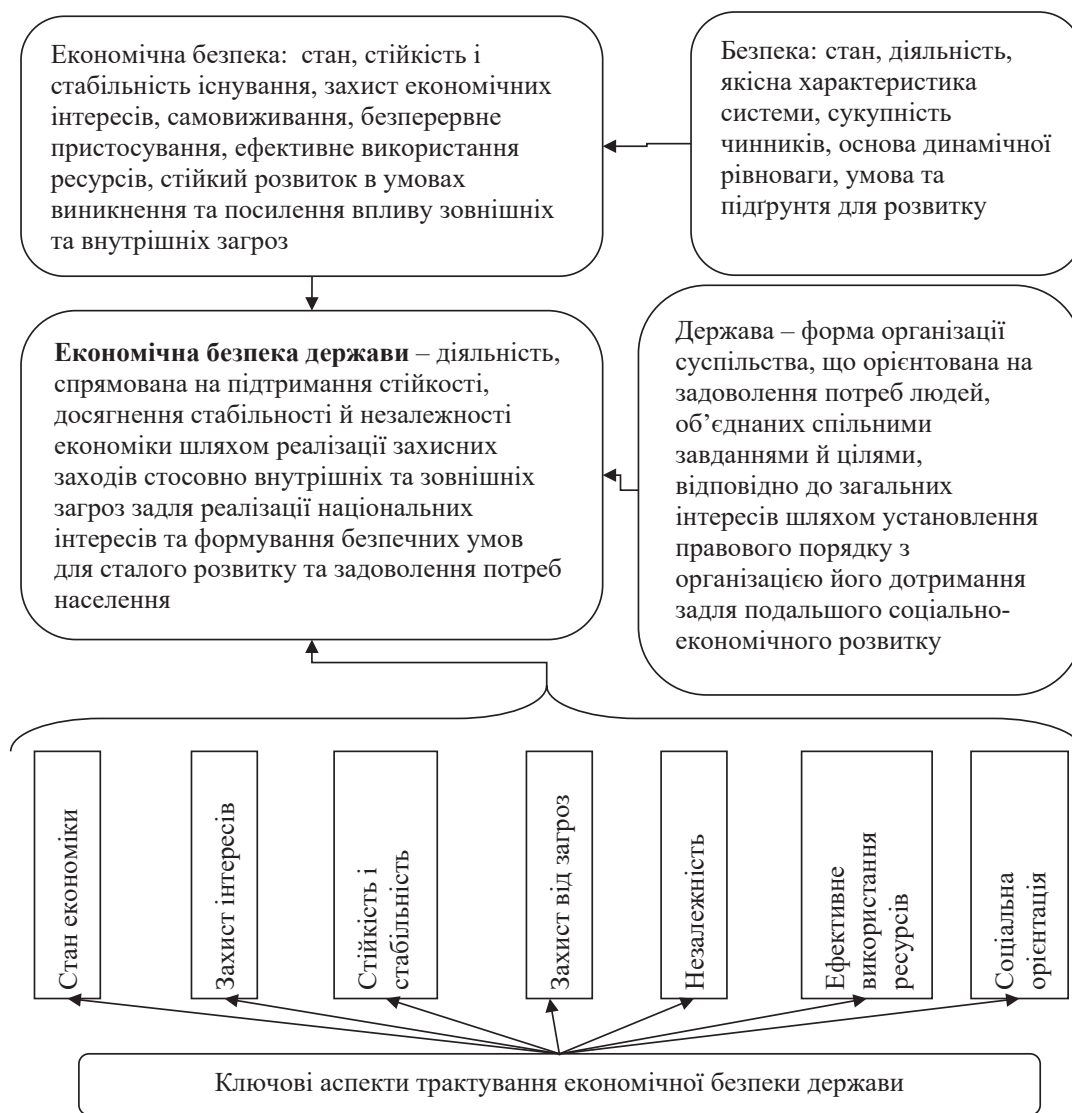 Економічна безпека: стан, стійкість і
стабільність існування, захист економічних
інтересів, самовиживання, безперервне
пристосування, ефективне використання
ресурсів, стійкий розвиток в умовах
виникнення та посилення впливу зовнішніх
та внутрішніх загроз
Безпека: стан, діяльність,
якісна характеристика
системи, сукупність
чинників, основа динамічної
рівноваги, умова та
підґрунтя для розвитку
Економічна безпека держави – діяльність,
спрямована на підтримання стійкості,
досягнення стабільності й незалежності
економіки шляхом реалізації захисних
заходів стосовно внутрішніх та зовнішніх
загроз задля реалізації національних
інтересів та формування безпечних умов
для сталого розвитку та задоволення потреб
населення
Держава – форма організації
суспільства, що орієнтована на
задоволення потреб людей,
об’єднаних спільними
завданнями й цілями,
відповідно до загальних
інтересів шляхом установлення
правового порядку з
організацією його дотримання
задля подальшого соціально-
економічного розвитку
Стан економіки
Захист інтересів
Стійкість і
стабільність
Захист від загроз
Незалежність
Ефективне
використання
ресурсів
Соціальна
орієнтація
Ключові аспекти трактування економічної безпеки держави